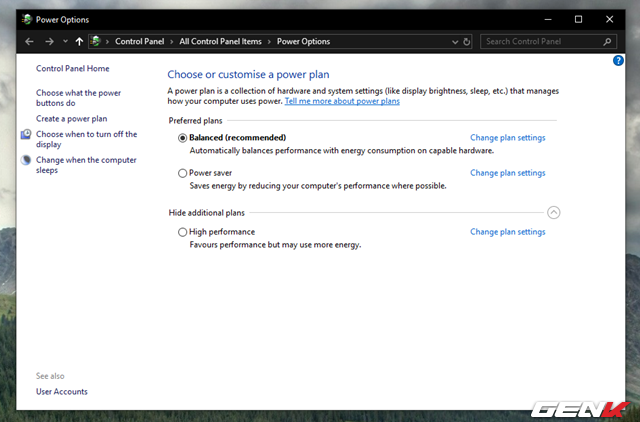 Power Options
Control Panel > All Control Panel Items > Power Options
Search Control Panel
Control Panel Home
Choose what the power
buttons do
Create a power plan
Choose when to turn off the
display
Change when the computer
sleeps
Choose or customise a power plan
A power plan is a collection of hardware and system settings (like display brightness, sleep, etc.) that manages
how your computer uses power. Tell me more about power plans
Preferred plans
Balanced (recommended)
Change plan settings
Automatically balances performance with energy consumption on capable hardware.
Power saver
Change plan settings
Saves energy by reducing your computer's performance where possible.
Hide additional plans
High performance
Change plan settings
Favours performance but may use more energy.
See also
User Accounts
GENK